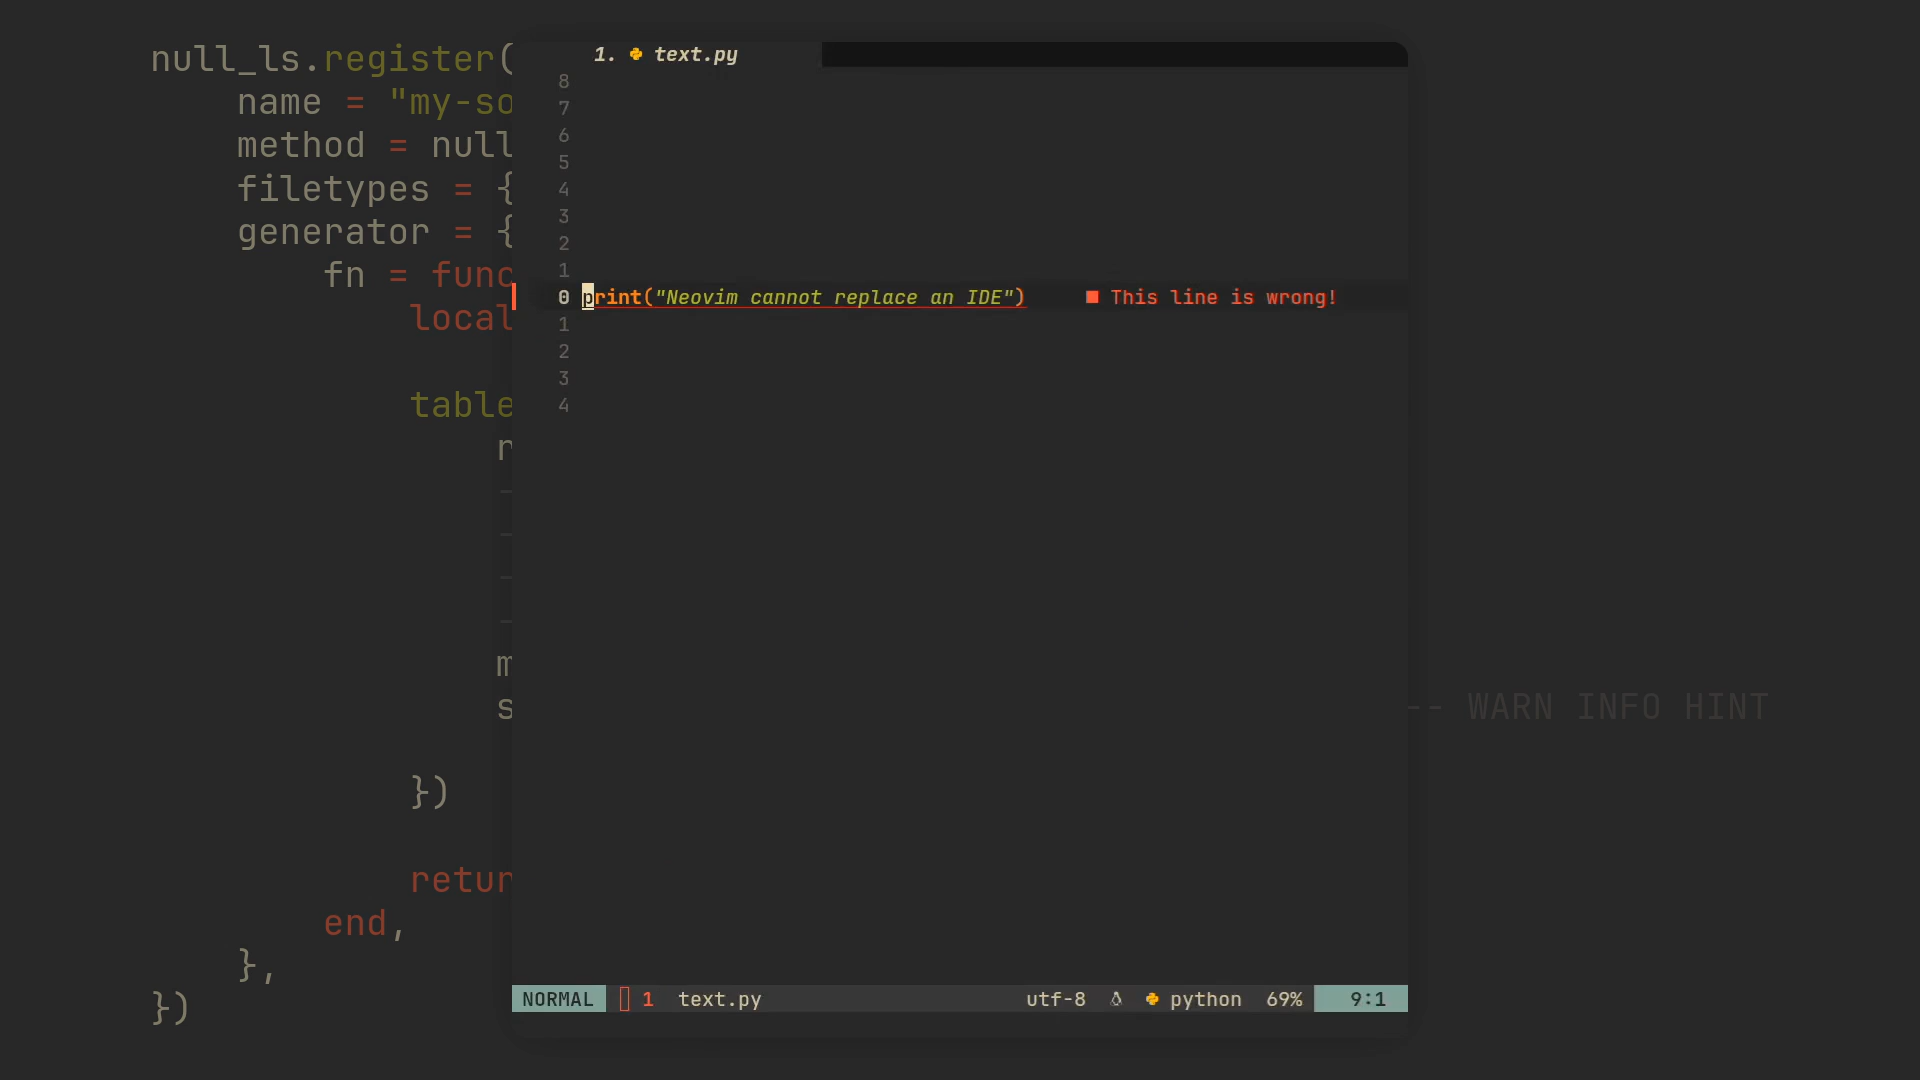 null_ls.register(
name = "my-so
method = null
filetypes = {
generator = {
fn = func
local
table
return
end,
},
})
})
-- WARN INFO HINT
1. text.py
8
7
6
5
4
3
2
1
0 print("Neovim cannot replace an IDE") ■ This line is wrong!
1
2
3
4
NORMAL 1 text.py utf-8 python 69% 9:1